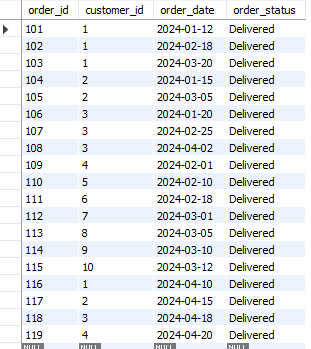 order_id customer_id order_date order_status
101 1 2024-01-12 Delivered
102 1 2024-02-18 Delivered
103 1 2024-03-20 Delivered
104 2 2024-01-15 Delivered
105 2 2024-03-05 Delivered
106 3 2024-01-20 Delivered
107 3 2024-02-25 Delivered
108 3 2024-04-02 Delivered
109 4 2024-02-01 Delivered
110 5 2024-02-10 Delivered
111 6 2024-02-18 Delivered
112 7 2024-03-01 Delivered
113 8 2024-03-05 Delivered
114 9 2024-03-10 Delivered
115 10 2024-03-12 Delivered
116 1 2024-04-10 Delivered
117 2 2024-04-15 Delivered
118 3 2024-04-18 Delivered
119 4 2024-04-20 Delivered
NULL NULL NULL NULL